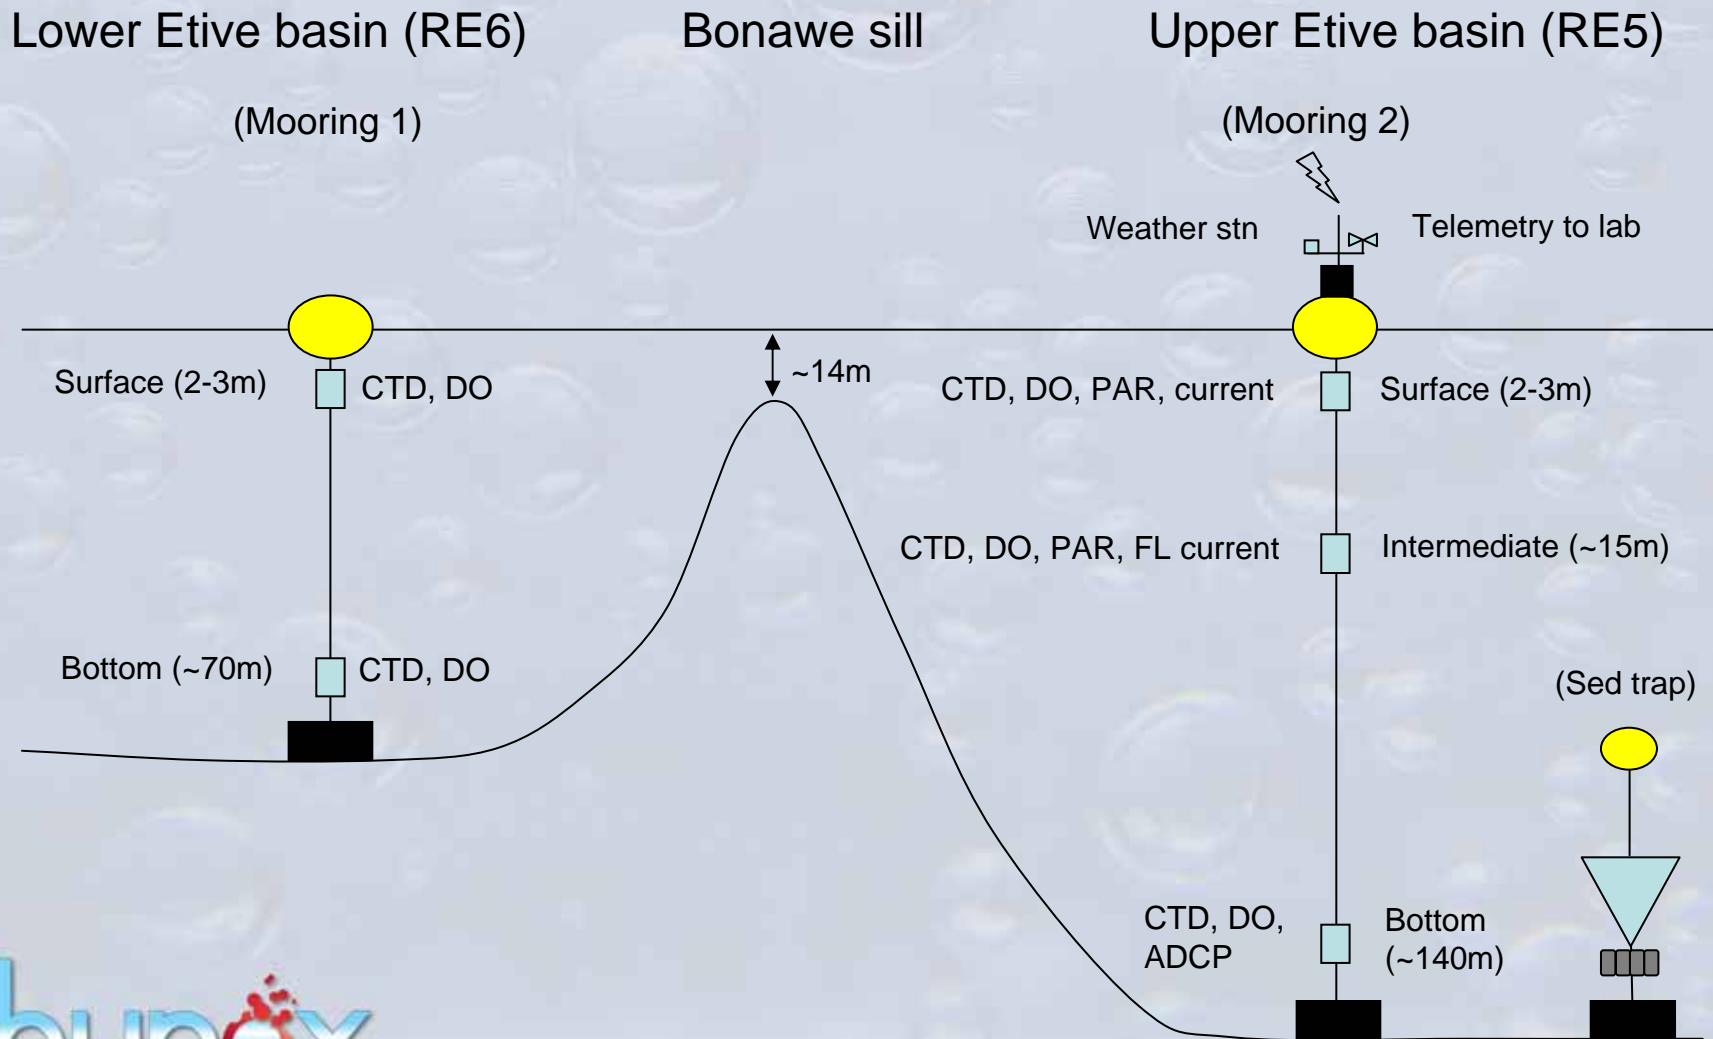 Lower Etive basin (RE6)
Bonawe sill
Upper Etive basin (RE5)
(Mooring 1)
(Mooring 2)
Weather stn
Telemetry to lab
Surface (2-3m)
CTD, DO
~14m
CTD, DO, PAR, current
Surface (2-3m)
CTD, DO, PAR, FL current
Intermediate (~15m)
Bottom (~70m)
CTD, DO
(Sed trap)
CTD, DO,
ADCP
Bottom
(~140m)